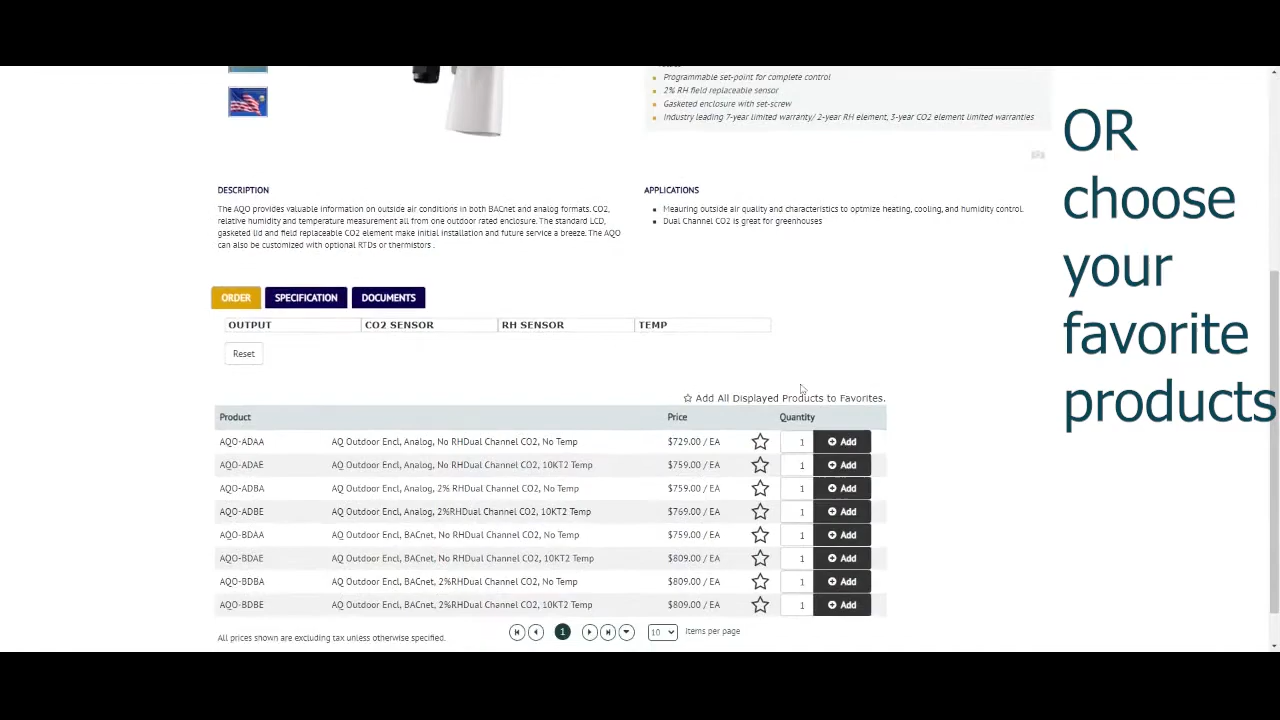 Programmable set-point for complete control
2% RH field replaceable sensor
Gasketed enclosure with set-screw
Industry leading 7-year limited warranty/ 2-year RH element, 3-year CO2 element limited warranties
OR
choose
your
favorite
products
DESCRIPTION
The AQO provides valuable information on outside air conditions in both BACnet and analog formats. CO2,
relative humidity and temperature measurement all from one outdoor rated enclosure. The standard LCD,
gasketed lid and field replaceable CO2 element make initial installation and future service a breeze. The AQO
can also be customized with optional RTDs or thermistors .
APPLICATIONS
Meauring outside air quality and characteristics to optmize heating, cooling, and humidity control.
Dual Channel CO2 is great for greenhouses
ORDER SPECIFICATION DOCUMENTS
OUTPUT CO2 SENSOR RH SENSOR TEMP
Reset
Add All Displayed Products to Favorites.
Product Price Quantity
AQO-ADAA AQ Outdoor Encl, Analog, No RHDual Channel CO2, No Temp $729.00 / EA 1 Add
AQO-ADAE AQ Outdoor Encl, Analog, No RHDual Channel CO2, 10KT2 Temp $759.00 / EA 1 Add
AQO-ADBA AQ Outdoor Encl, Analog, 2% RHDual Channel CO2, No Temp $759.00 / EA 1 Add
AQO-ADBE AQ Outdoor Encl, Analog, 2%RHDual Channel CO2, 10KT2 Temp $769.00 / EA 1 Add
AQO-BDAA AQ Outdoor Encl, BACnet, No RHDual Channel CO2, No Temp $759.00 / EA 1 Add
AQO-BDAE AQ Outdoor Encl, BACnet, No RHDual Channel CO2, 10KT2 Temp $809.00 / EA 1 Add
AQO-BDBA AQ Outdoor Encl, BACnet, 2%RHDual Channel CO2, No Temp $809.00 / EA 1 Add
AQO-BDBE AQ Outdoor Encl, BACnet, 2%RHDual Channel CO2, 10KT2 Temp $809.00 / EA 1 Add
All prices shown are excluding tax unless otherwise specified.
1 10 items per page